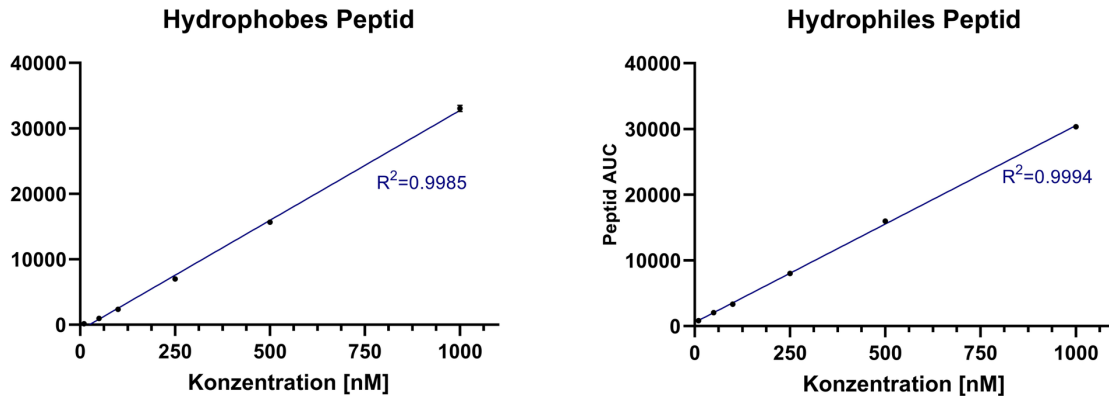 Hydrophobes Peptid
40000
30000
20000
10000
0
R²=0.9985
0 250 500 750 1000
Konzentration [nM]
Hydrophiles Peptid
Peptid AUC
40000
30000
20000
10000
0
R²=0.9994
0 250 500 750 1000
Konzentration [nM]